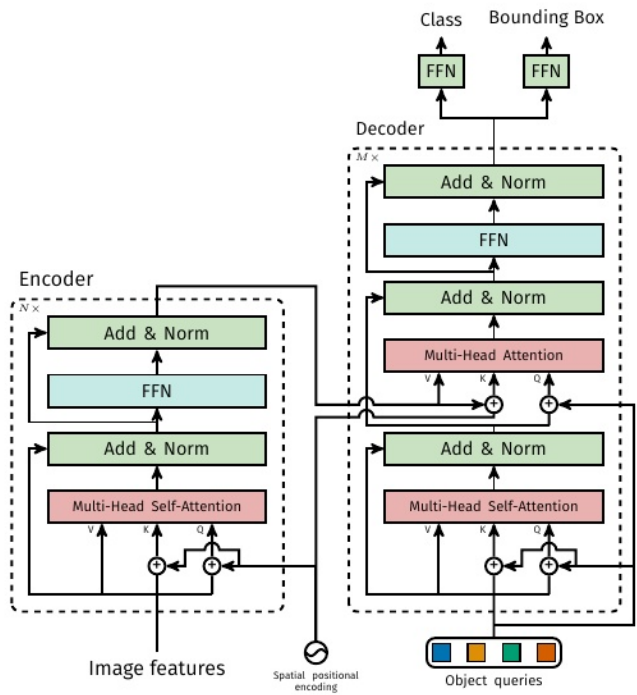 Class
Bounding Box
FFN
FFN
Decoder
M×
Add & Norm
FFN
Add & Norm
Multi-Head Attention
V
K
Q
+
+
Add & Norm
Multi-Head Self-Attention
V
K
Q
+
+
Object queries
Encoder
N×
Add & Norm
FFN
Add & Norm
Multi-Head Self-Attention
V
K
Q
+
+
Image features
Spatial positional
encoding